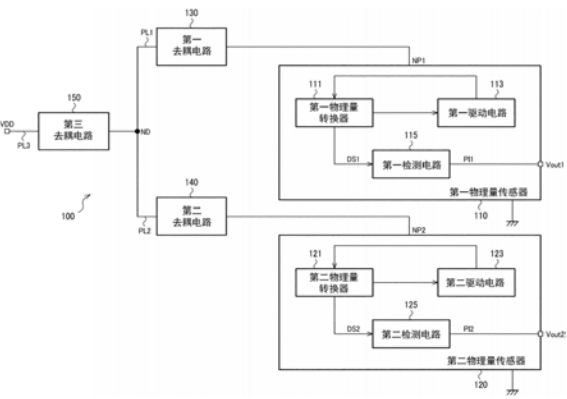 130
PL1
第一
去耦电路
NP1
150
VDD
第三
去耦电路
PL3
ND
111
第一物理量
转换器
113
第一驱动电路
115
DS1
第一检测电路
PI1
Vout1
第一物理量传感器
110
140
第二
去耦电路
100
PL2
NP2
121
第二物理量
转换器
123
第二驱动电路
125
DS2
第二检测电路
PI2
Vout2
第二物理量传感器
120